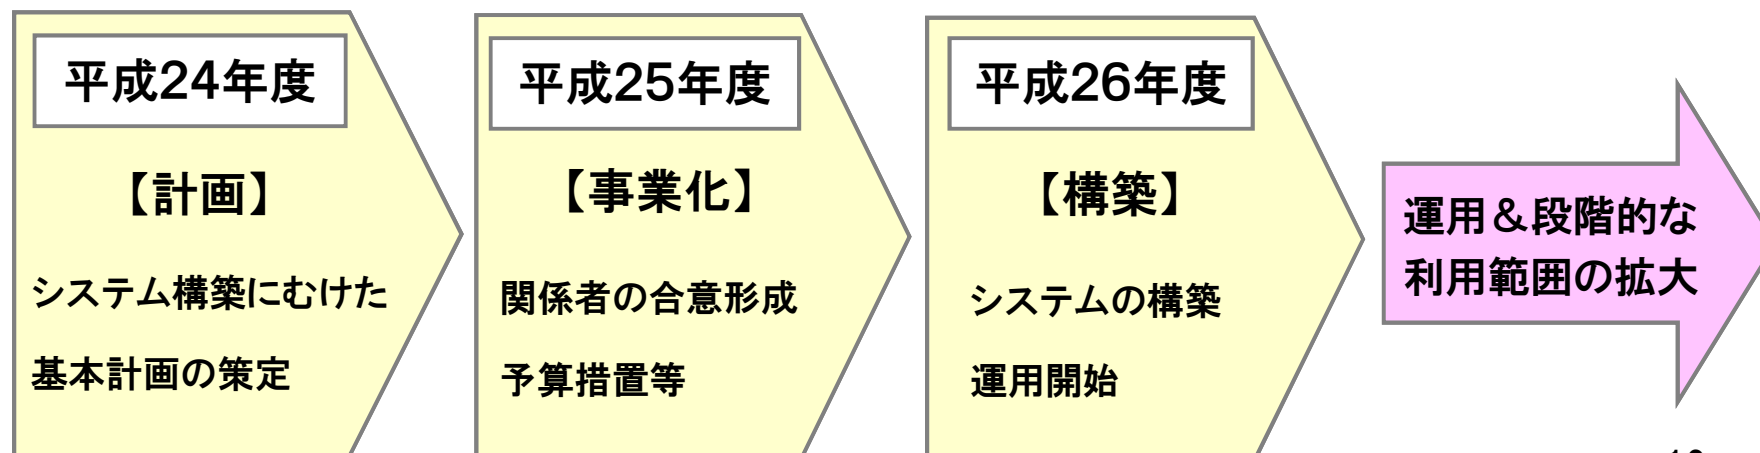 平成24年度
【計画】
システム構築にむけた
基本計画の策定
平成25年度
【事業化】
関係者の合意形成
予算措置等
平成26年度
【構築】
システムの構築
運用開始
運用＆段階的な
利用範囲の拡大